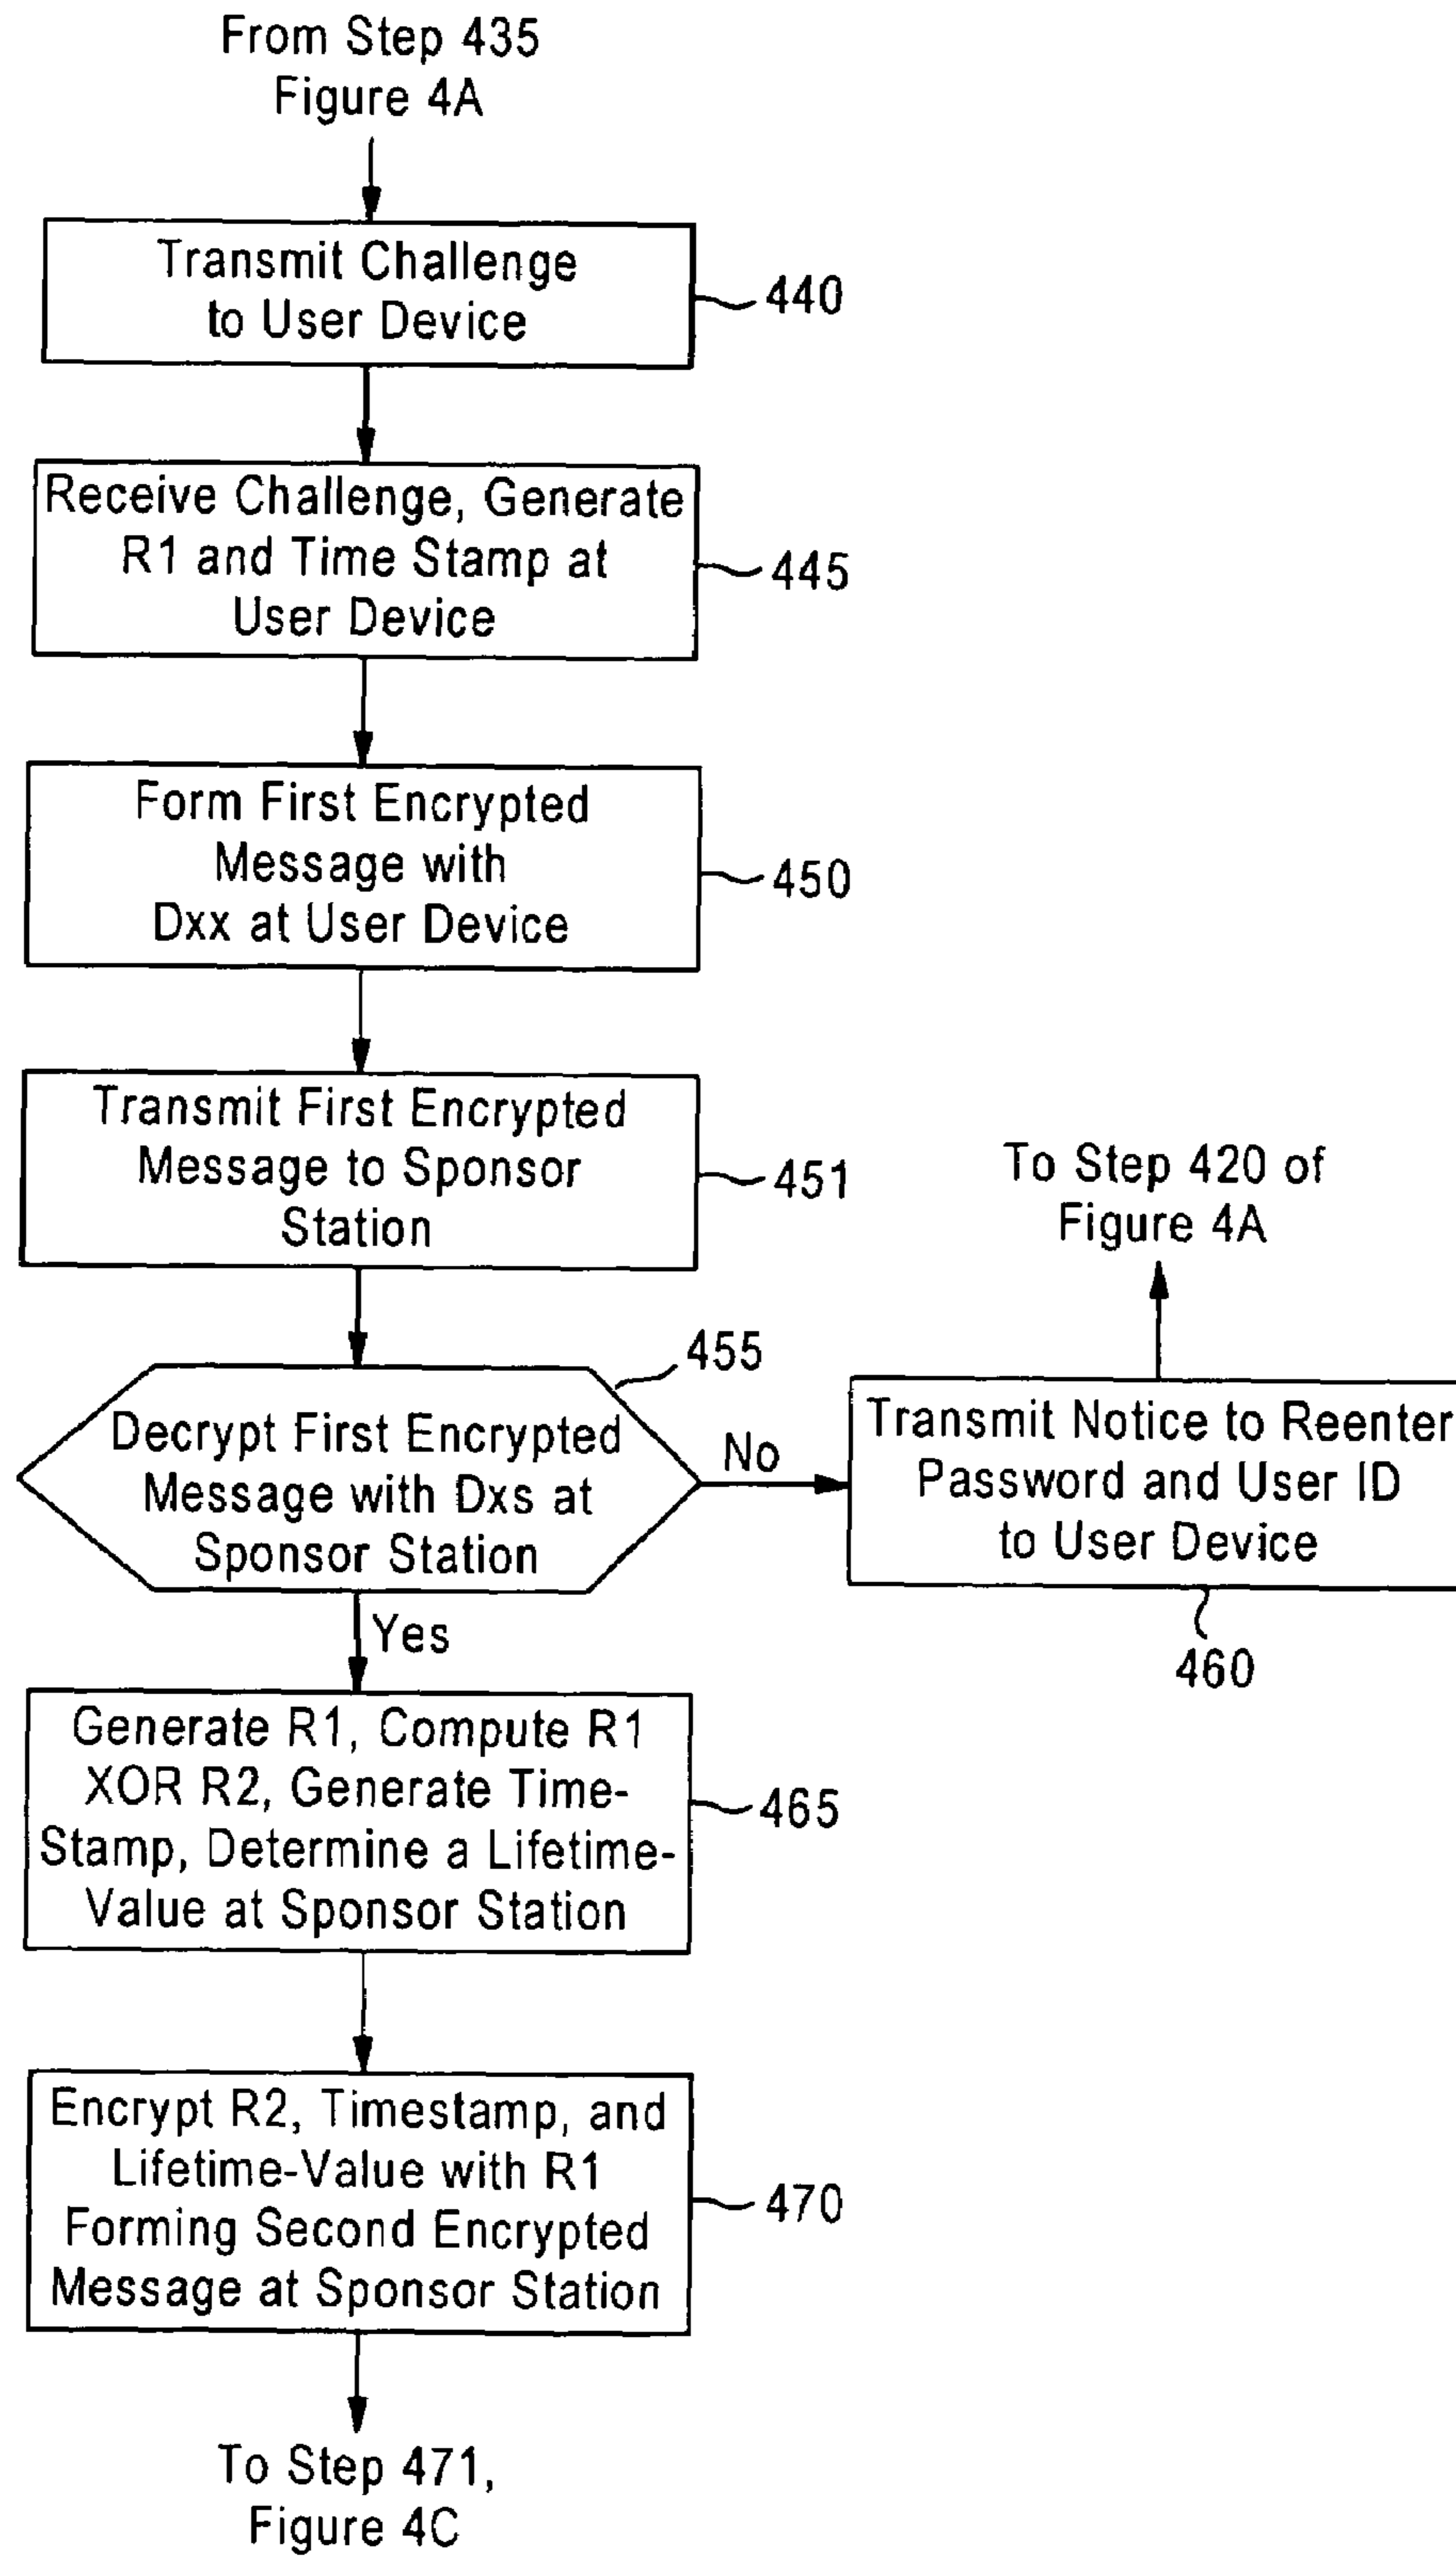 From Step 435
Figure 4A
Transmit Challenge
to User Device
440
Receive Challenge, Generate
R1 and Time Stamp at
User Device
445
Form First Encrypted
Message with
Dxx at User Device
450
Transmit First Encrypted
Message to Sponsor
Station
451
To Step 420 of
Figure 4A
455
Decrypt First Encrypted
Message with Dxs at
Sponsor Station
No
Transmit Notice to Reenter
Password and User ID
to User Device
460
Yes
Generate R1, Compute R1
XOR R2, Generate Time-
Stamp, Determine a Lifetime-
Value at Sponsor Station
465
Encrypt R2, Timestamp, and
Lifetime-Value with R1
Forming Second Encrypted
Message at Sponsor Station
470
To Step 471,
Figure 4C